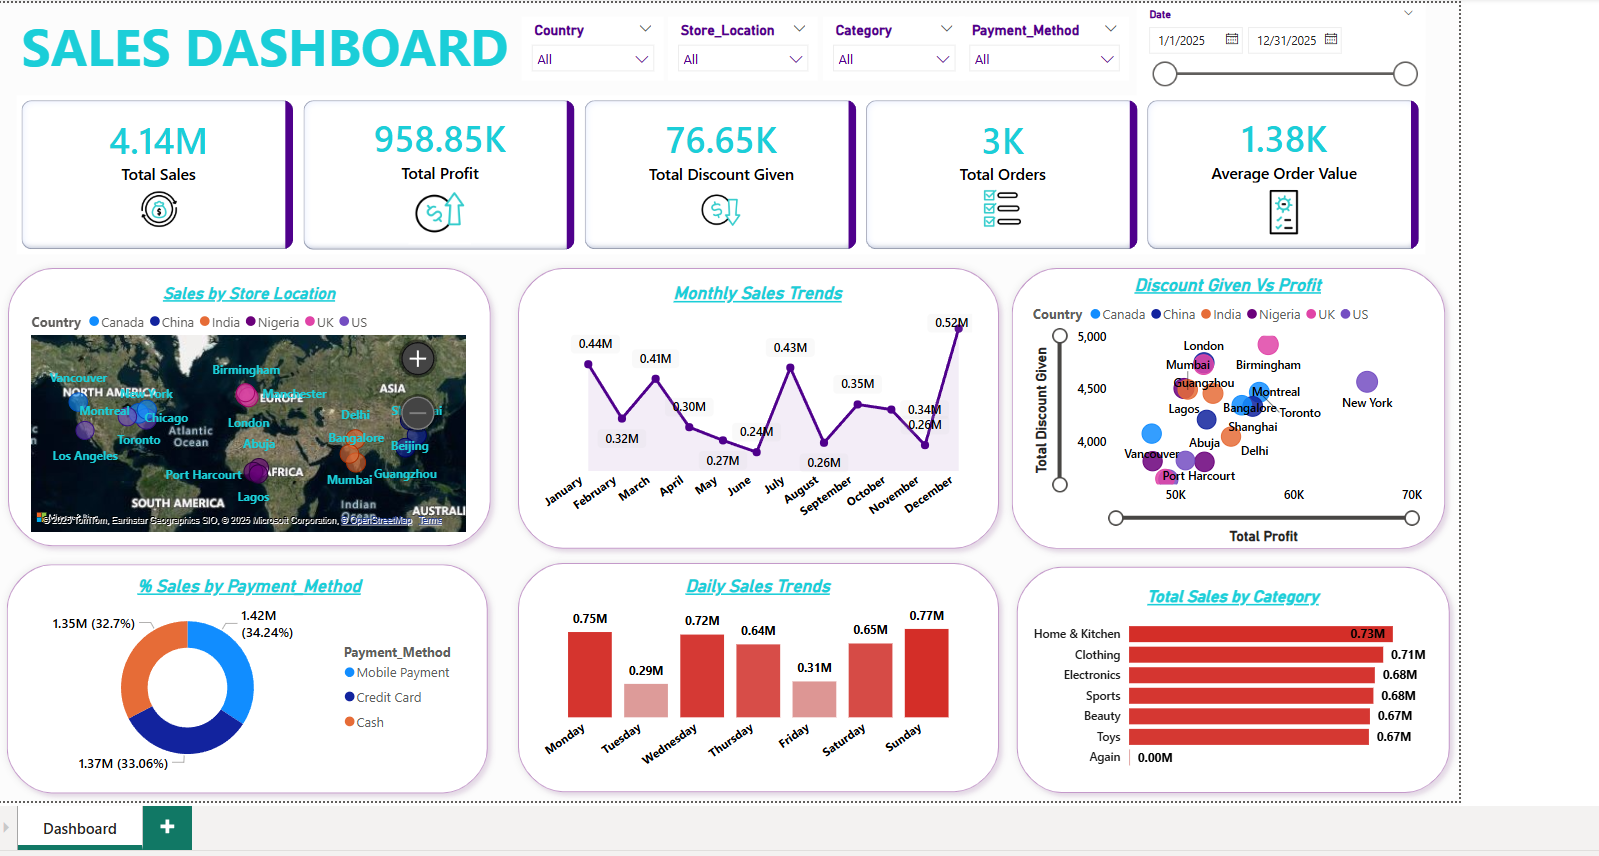 SALES DASHBOARD
Country
All
Store_Location
All
Category
All
Payment_Method
All
Date
1/1/2025
12/31/2025
4.14M
Total Sales
958.85K
Total Profit
76.65K
Total Discount Given
3K
Total Orders
1.38K
Average Order Value
Sales by Store Location
Country Canada China India Nigeria UK US
Vancouver
NORTH AMERICA
Montreal
Chicago
Toronto
Los Angeles
Atlantic
Ocean
Birmingham
Manchester
EUROPE
London
ASIA
Delhi
Abuja
Bangalore
Beijing
Port Harcourt
AFRICA
Mumbai
Guangzhou
Lagos
SOUTH AMERICA
Indian
Ocean
AUSTRALI
© 2025 TomTom, Earthstar Geographics SIO, © 2025 Microsoft Corporation, © OpenStreetMap Terms
Monthly Sales Trends
0.44M
0.32M
0.41M
0.30M
0.27M
0.24M
0.43M
0.26M
0.35M
0.34M
0.26M
0.52M
January
February
March
April
May
June
July
August
September
October
November
December
Discount Given Vs Profit
Country Canada China India Nigeria UK US
Total Discount Given
5,000
4,500
4,000
London
Mumbai
Birmingham
Guangzhou
Montreal
New York
Lagos
Bangalore
Toronto
Shanghai
Abuja
Delhi
Vancouver
Port Harcourt
50K
60K
70K
Total Profit
% Sales by Payment_Method
1.35M (32.7%)
1.42M
(34.24%)
1.37M (33.06%)
Payment_Method
Mobile Payment
Credit Card
Cash
Daily Sales Trends
0.75M
0.29M
0.72M
0.64M
0.31M
0.65M
0.77M
Monday
Tuesday
Wednesday
Thursday
Friday
Saturday
Sunday
Total Sales by Category
Home & Kitchen 0.73M
Clothing 0.71M
Electronics 0.68M
Sports 0.68M
Beauty 0.67M
Toys 0.67M
Again 0.00M
Dashboard